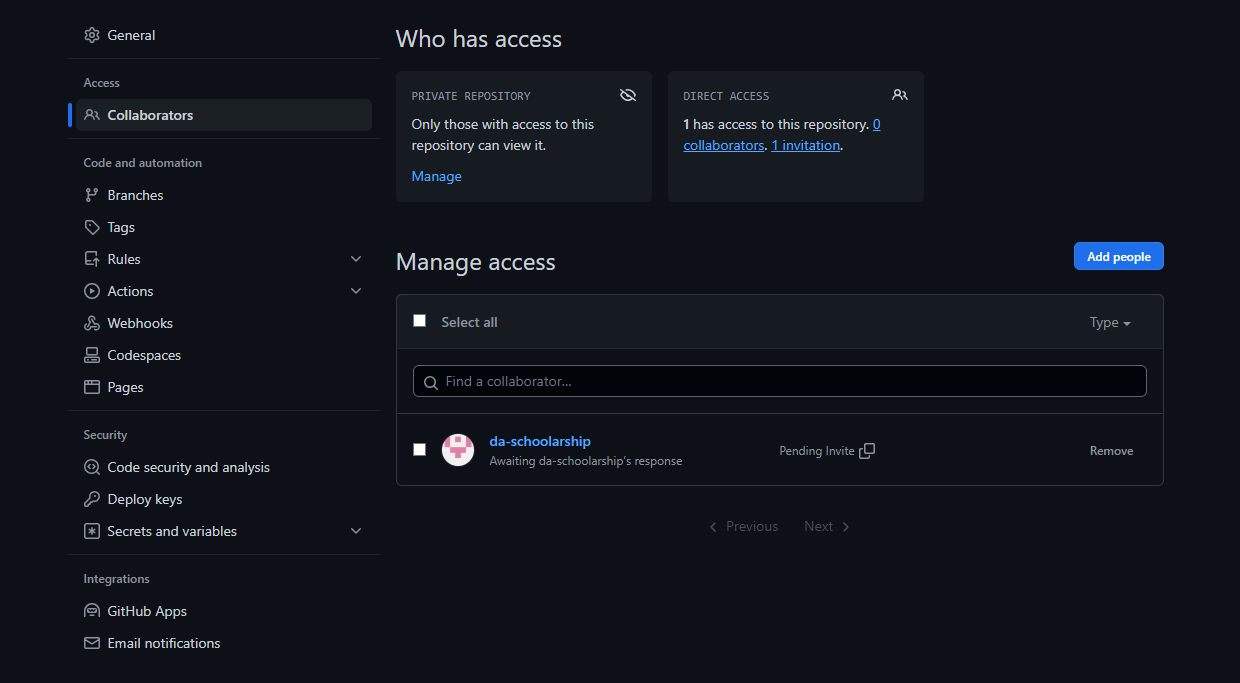 General
Access
Collaborators
Code and automation
Branches
Tags
Rules
Actions
Webhooks
Codespaces
Pages
Security
Code security and analysis
Deploy keys
Secrets and variables
Integrations
GitHub Apps
Email notifications
Who has access
PRIVATE REPOSITORY
Only those with access to this
repository can view it.
Manage
DIRECT ACCESS
1 has access to this repository. 0
collaborators. 1 invitation.
Manage access
Add people
Select all
Type
Find a collaborator...
da-schoolarship
Awaiting da-schoolarship's response
Pending Invite
Remove
Previous
Next